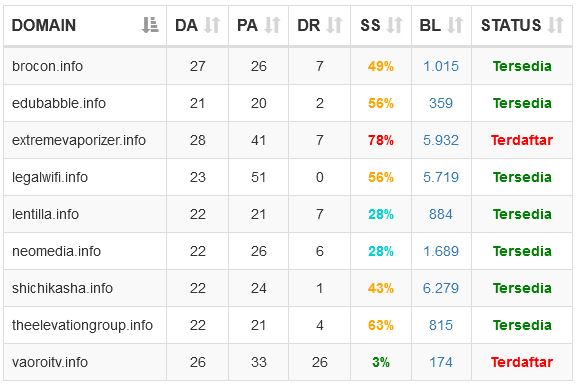 DOMAIN DA PA DR SS BL STATUS
brocon.info 27 26 7 49% 1.015 Tersedia
edubabble.info 21 20 2 56% 359 Tersedia
extremevaporizer.info 28 41 7 78% 5.932 Terdaftar
legalwifi.info 23 51 0 56% 5.719 Tersedia
lentilla.info 22 21 7 28% 884 Tersedia
neomedia.info 22 26 6 28% 1.689 Tersedia
shichikasha.info 22 24 1 43% 6.279 Tersedia
theelevationgroup.info 22 21 4 63% 815 Tersedia
vaoroitv.info 26 33 26 3% 174 Terdaftar